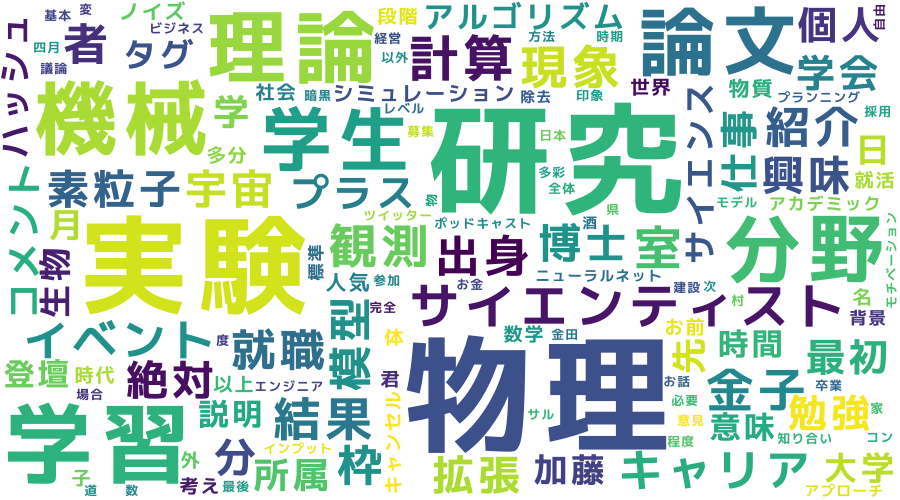 基本
変
ビジネス
ノイズ
段階
アルゴリズム
個人
自由
四月
者
タグ
理論
経営
方法
時期
論文
議論
以外
計算
現象
学会
ハッシュ
機械
学
社会
暗黒
シミュレーション
除去
印象
世界
物質
プランニング
採用
レベル
学生
募集
研究
日本
サイエンス
仕事
紹介
日
多分
多彩
興味
就活
コメント
素粒子
宇宙
プラス
全体
モデル
アカデミック
物
県
月
ツイッター
ポッドキャスト
酒
生物
実験
標準
観測
出身
博士
室
分野
モチベーション
人気
参加
お金
ニューラルネット
サイエンティスト
建設
次
村
名
背景
イベント
度
就職
模型
完全
体
数学
金田
お前
先
時間
最初
登壇
時代
場合
絶対
以上
エンジニア
君
物理
お話
金子
卒業
学習
説明
結果
キャンセル
サル
必要
意見
意味
勉強
家
外
分
インプット
枠
程度
知り合い
コン
子
道
数
考え
最後
所属
拡張
加藤
キャリア
大学
アプローチ